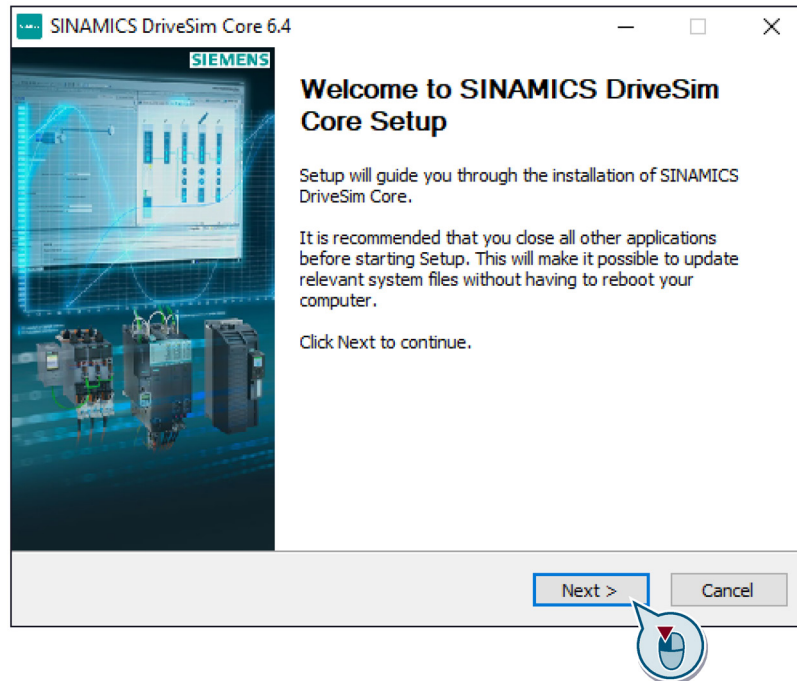 SINAMICS DriveSim Core 6.4
SIEMENS
Welcome to SINAMICS DriveSim
Core Setup
Setup will guide you through the installation of SINAMICS
DriveSim Core.
It is recommended that you close all other applications
before starting Setup. This will make it possible to update
relevant system files without having to reboot your
computer.
Click Next to continue.
Next >
Cancel